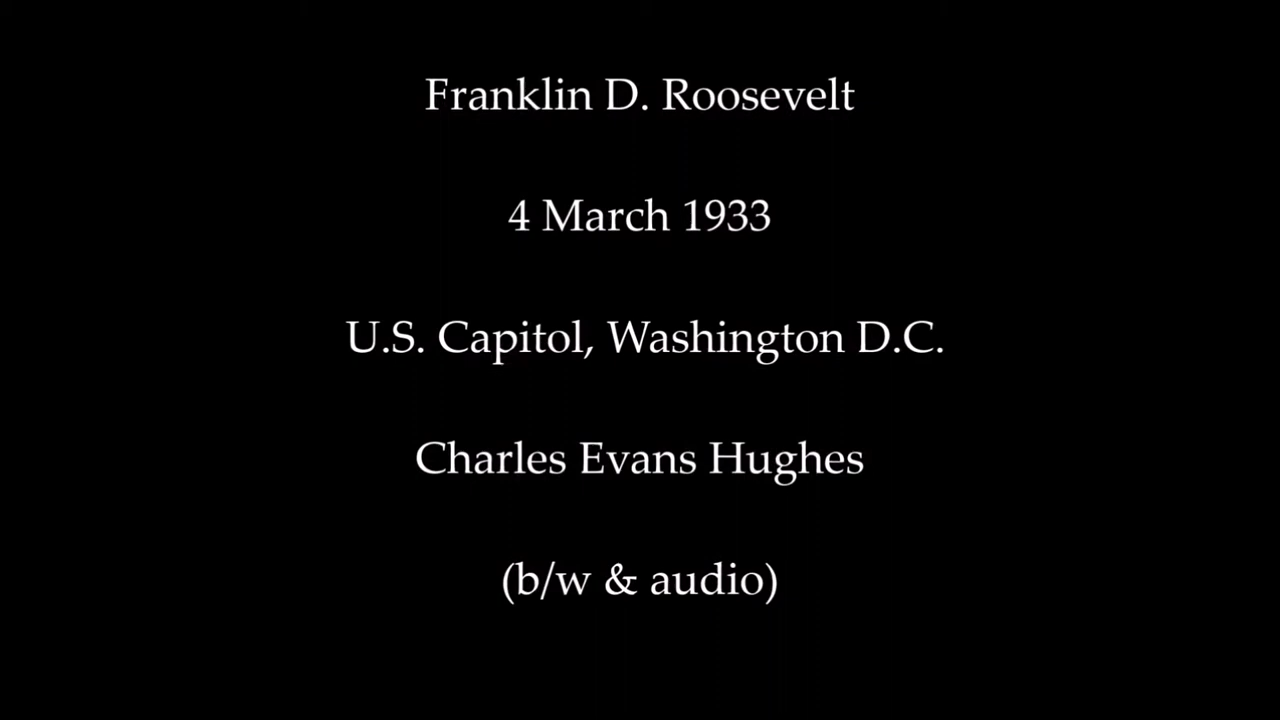 Franklin D. Roosevelt
4 March 1933
U.S. Capitol, Washington D.C.
Charles Evans Hughes
(b/w & audio)